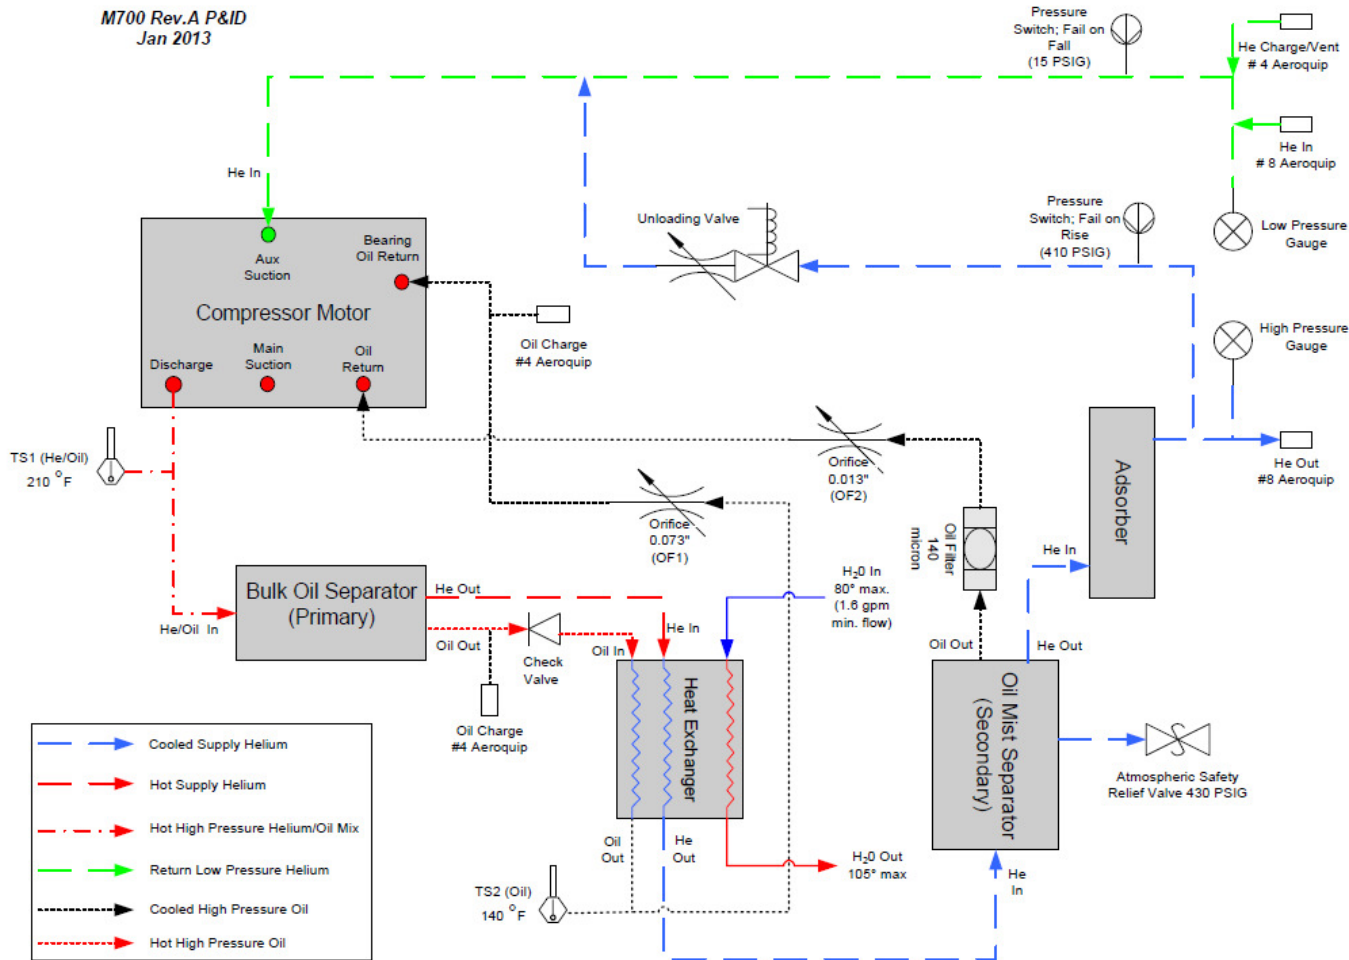 M700 Rev.A P&ID
Jan 2013
Pressure
Switch; Fail on
Fall
(15 PSIG)
He Charge/Vent
# 4 Aeroquip
He In
# 8 Aeroquip
He In
Pressure
Switch; Fail on
Rise
(410 PSIG)
Low Pressure
Gauge
Unloading Valve
Aux
Suction
Bearing
Oil Return
Compressor Motor
Discharge
Main
Suction
Oil
Return
Oil Charge
#4 Aeroquip
High Pressure
Gauge
He Out
#8 Aeroquip
TS1 (He/Oil)
210 °F
Orifice
0.013"
(OF2)
Orifice
0.073"
(OF1)
Oil Filter
140
micron
Adsorber
He In
Bulk Oil Separator
(Primary)
He/Oil In
He Out
Oil Out
Check
Valve
Oil In
He In
H20 In
80° max.
(1.6 gpm
min. flow)
Oil Out
He Out
Oil Charge
#4 Aeroquip
Heat Exchanger
Oil Mist Separator
(Secondary)
Atmospheric Safety
Relief Valve 430 PSIG
Oil
Out
He
Out
H20 Out
105° max
He
In
TS2 (Oil)
140 °F
Cooled Supply Helium
Hot Supply Helium
Hot High Pressure Helium/Oil Mix
Return Low Pressure Helium
Cooled High Pressure Oil
Hot High Pressure Oil